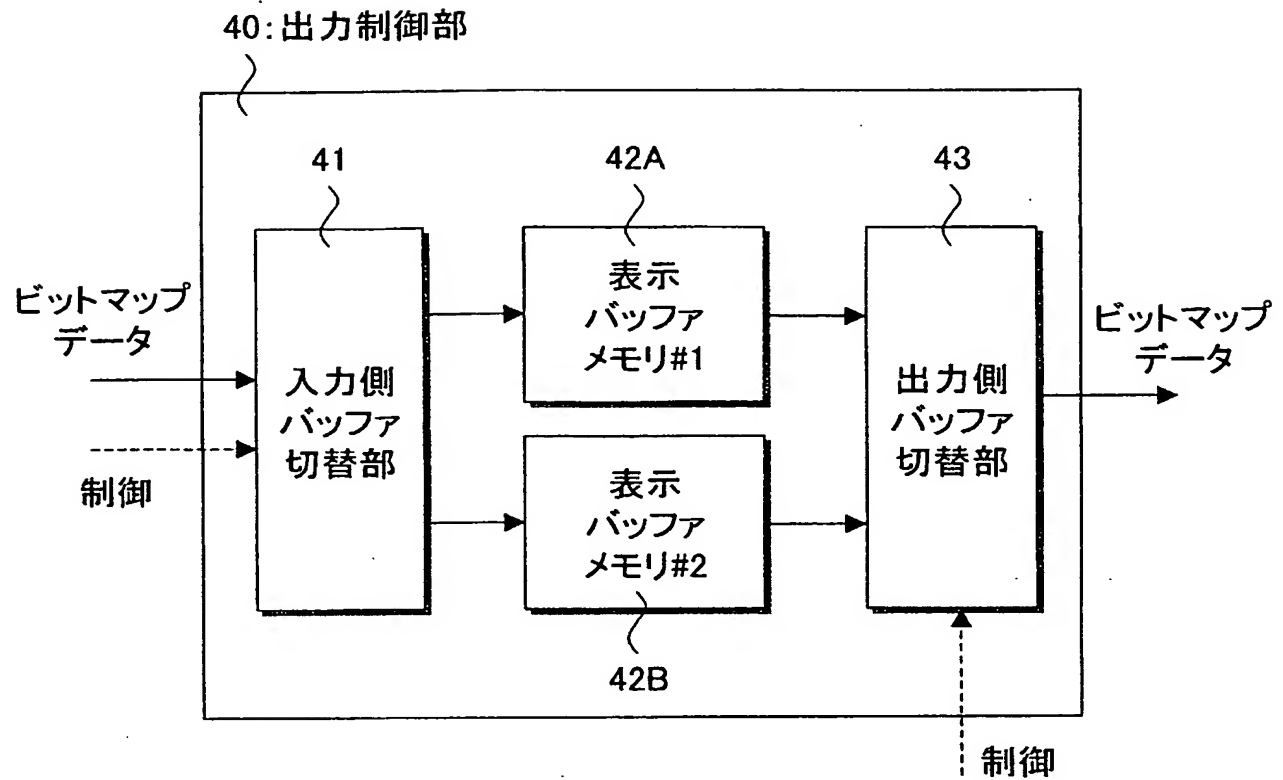 40:出力制御部
41
42A
43
ビットマップ
データ
制御
入力側
バッファ
切替部
表示
バッファ
メモリ#1
表示
バッファ
メモリ#2
42B
出力側
バッファ
切替部
ビットマップ
データ
制御